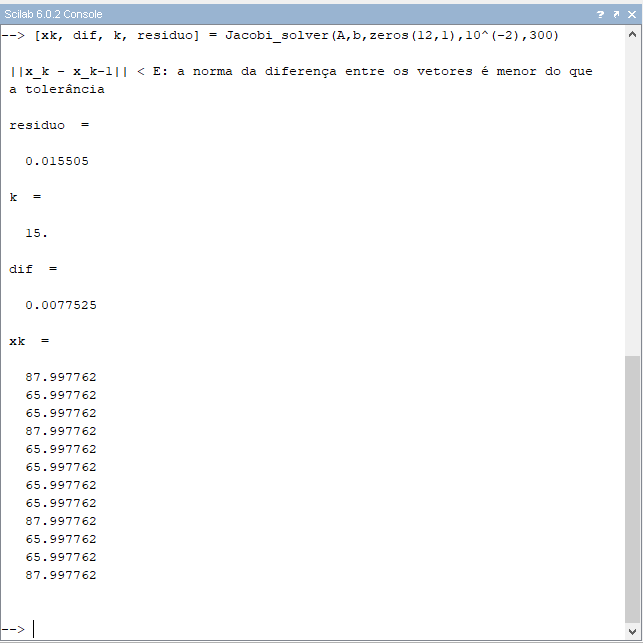 Scilab 6.0.2 Console
--> [xk, dif, k, residuo] = Jacobi_solver(A,b,zeros(12,1),10^(-2),300)
||x_k - x_k-1|| < E: a norma da diferença entre os vetores é menor do que
a tolerância
residuo  =
0.015505
k  =
15.
dif  =
0.0077525
xk  =
87.997762
65.997762
65.997762
87.997762
65.997762
65.997762
65.997762
65.997762
87.997762
65.997762
65.997762
87.997762
-->